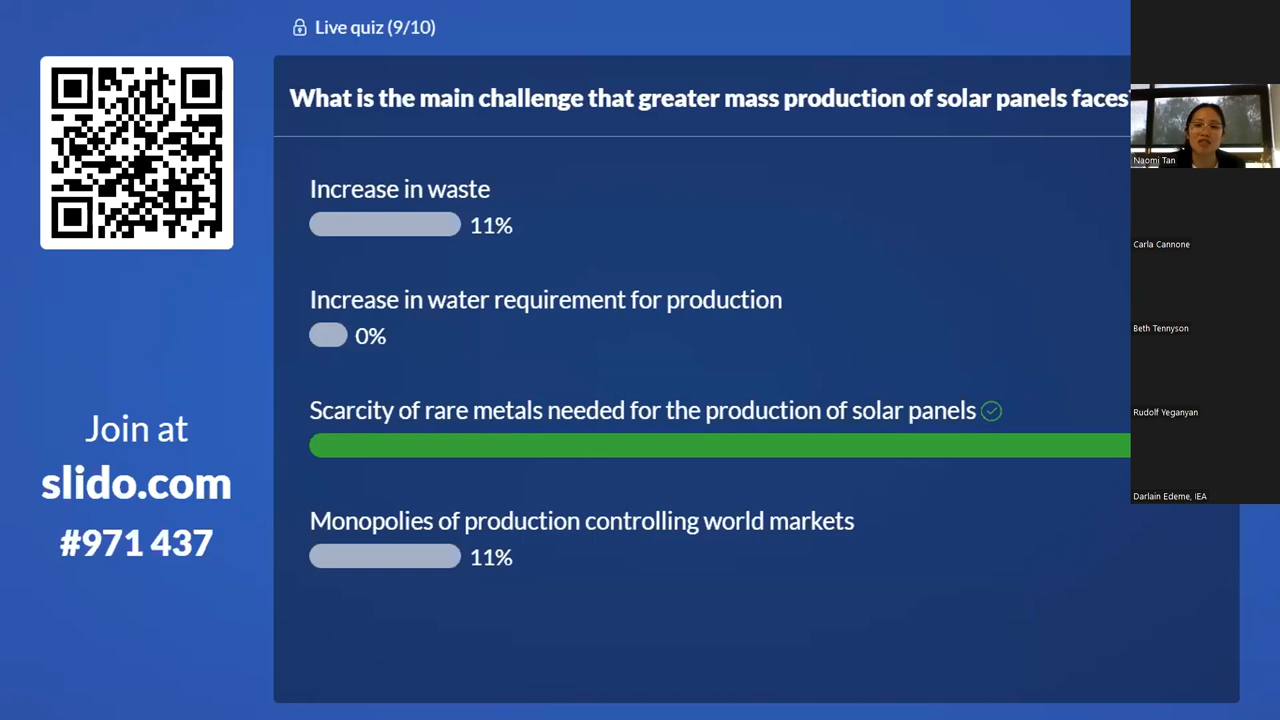 Live quiz (9/10)
What is the main challenge that greater mass production of solar panels faces
Increase in waste
11%
Increase in water requirement for production
0%
Scarcity of rare metals needed for the production of solar panels
Monopolies of production controlling world markets
11%
Join at
slido.com
#971 437
Naomi Tan
Carla Cannone
Beth Tennyson
Rudolf Yeganyan
Darlain Edeme, IEA